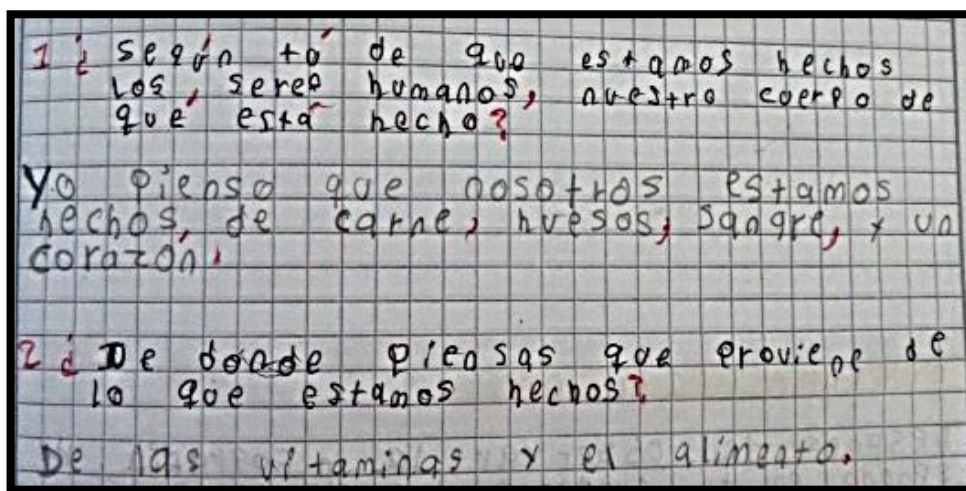 1 ¿ según tú de que estamos hechos
los, seres humanos, nuestro cuerpo de
qué está hecho?
Yo pienso que nosotros estamos
hechos, de carne, huesos, sangre, y un
corazón.
2 ¿ De donde piensas que proviene de
lo que estamos hechos?
De las vitaminas y el alimento.